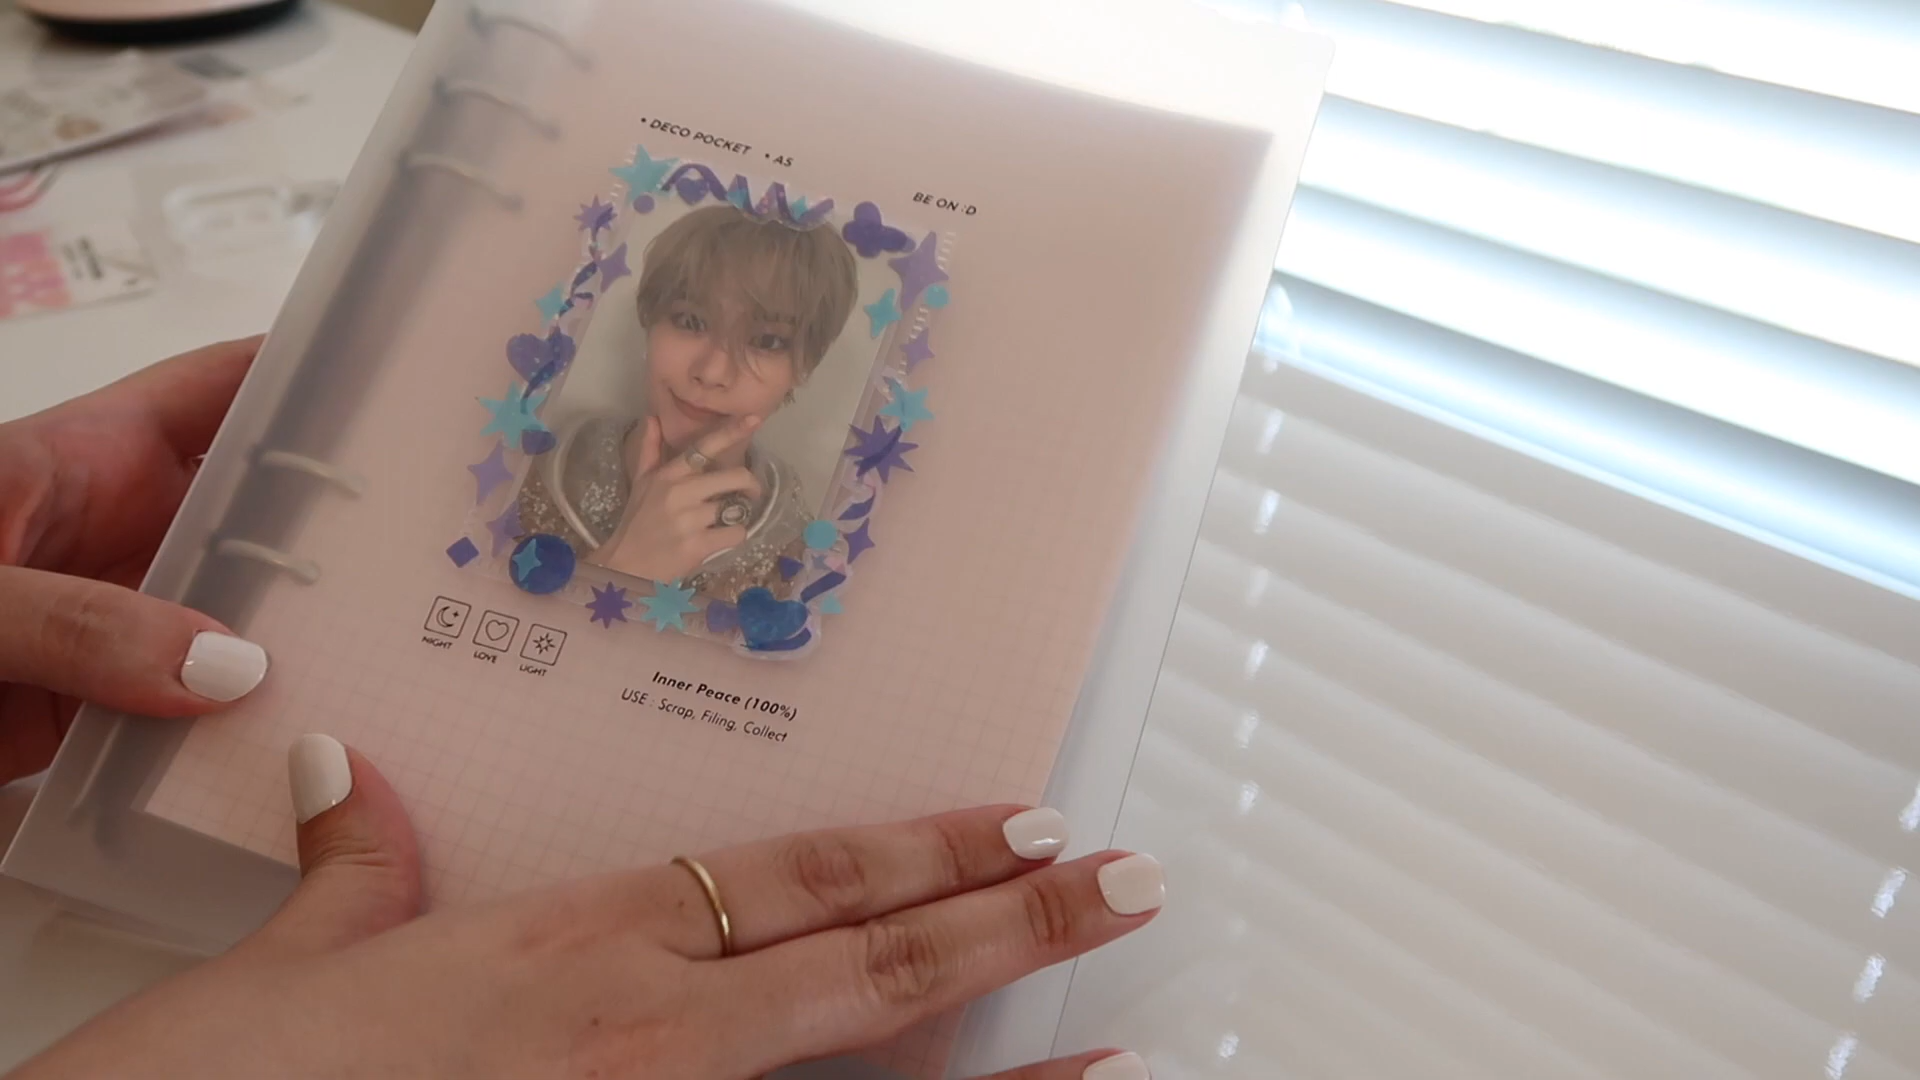 • DECO POCKET • A5
BE ON :D
NIGHT
LOVE
LIGHT
Inner Peace (100%)
USE : Scrap, Filing, Collect